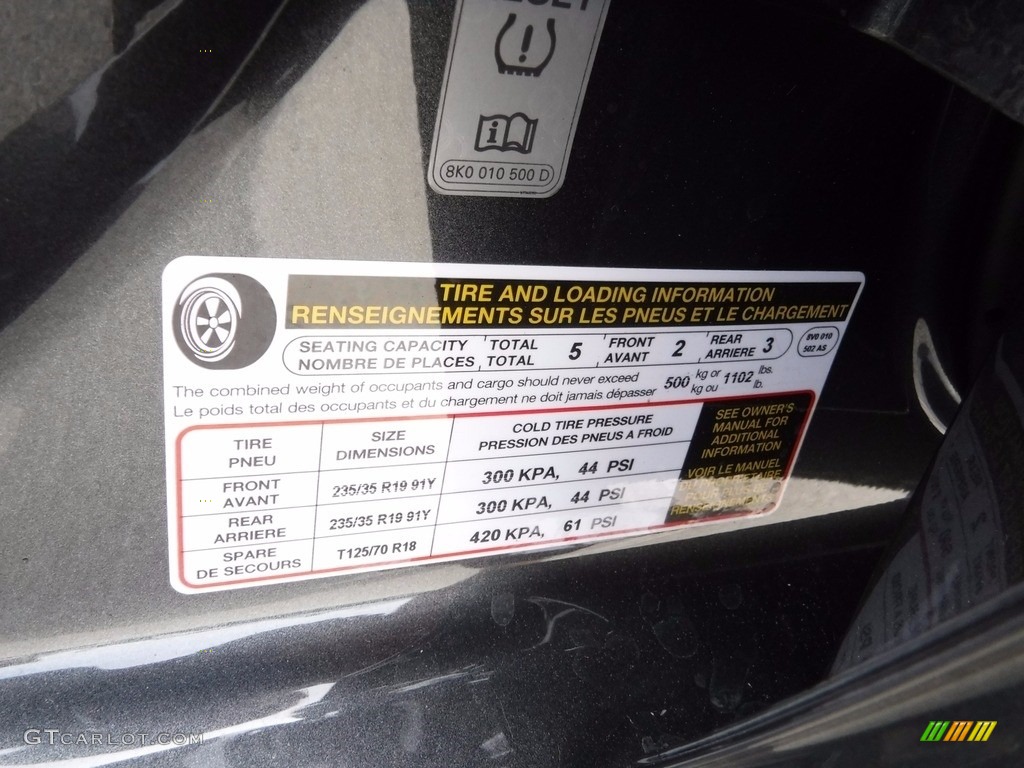 8K0 010 500 D
TIRE AND LOADING INFORMATION
RENSEIGNEMENTS SUR LES PNEUS ET LE CHARGEMENT
SEATING CAPACITY TOTAL 5 FRONT 2 REAR 3
NOMBRE DE PLACES TOTAL AVANT ARRIERE
8V0 010
502 AS
The combined weight of occupants and cargo should never exceed 500 kg or 1102 lbs.
Le poids total des occupants et du chargement ne doit jamais dépasser kg ou lb.
TIRE SIZE COLD TIRE PRESSURE
PNEU DIMENSIONS PRESSION DES PNEUS A FROID
FRONT 235/35 R19 91Y 300 KPA, 44 PSI
AVANT
REAR 235/35 R19 91Y 300 KPA, 44 PSI
ARRIERE
SPARE T125/70 R18 420 KPA, 61 PSI
DE SECOURS
SEE OWNER'S
MANUAL FOR
ADDITIONAL
INFORMATION
VOIR LE MANUEL
GTCARLOT.COM